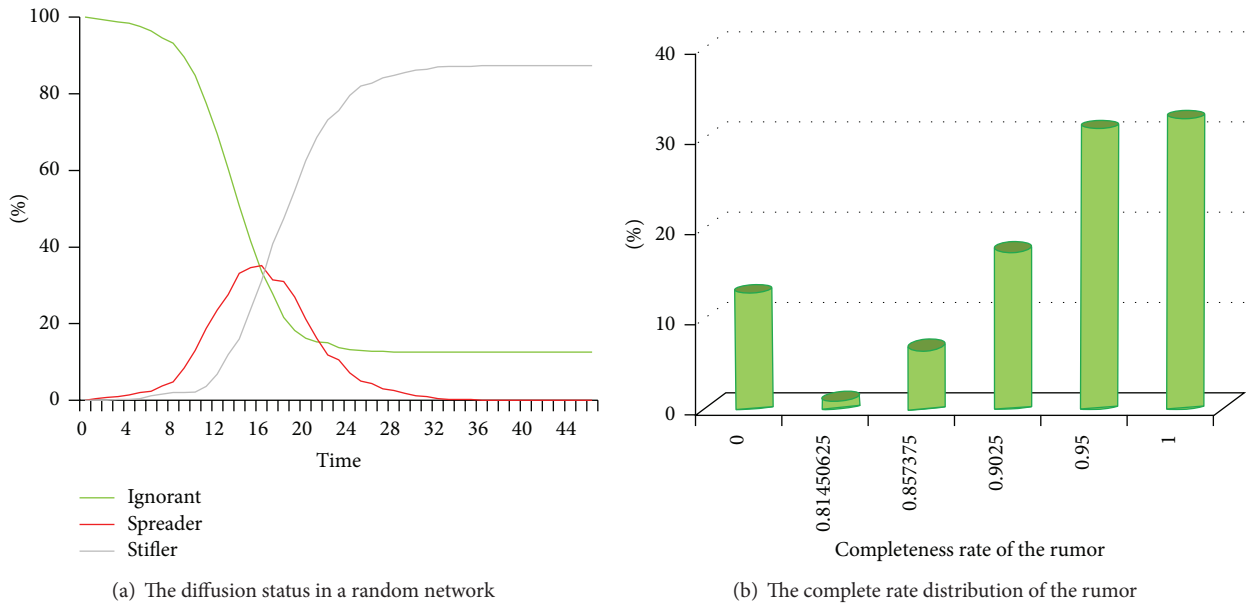 100
80
60
40
20
0
(%)
0 4 8 12 16 20 24 28 32 36 40 44
Time
Ignorant
Spreader
Stifler
(a) The diffusion status in a random network
40
30
20
10
0
(%)
0
0.81450625
0.857375
0.9025
0.95
1
Completeness rate of the rumor
(b) The complete rate distribution of the rumor